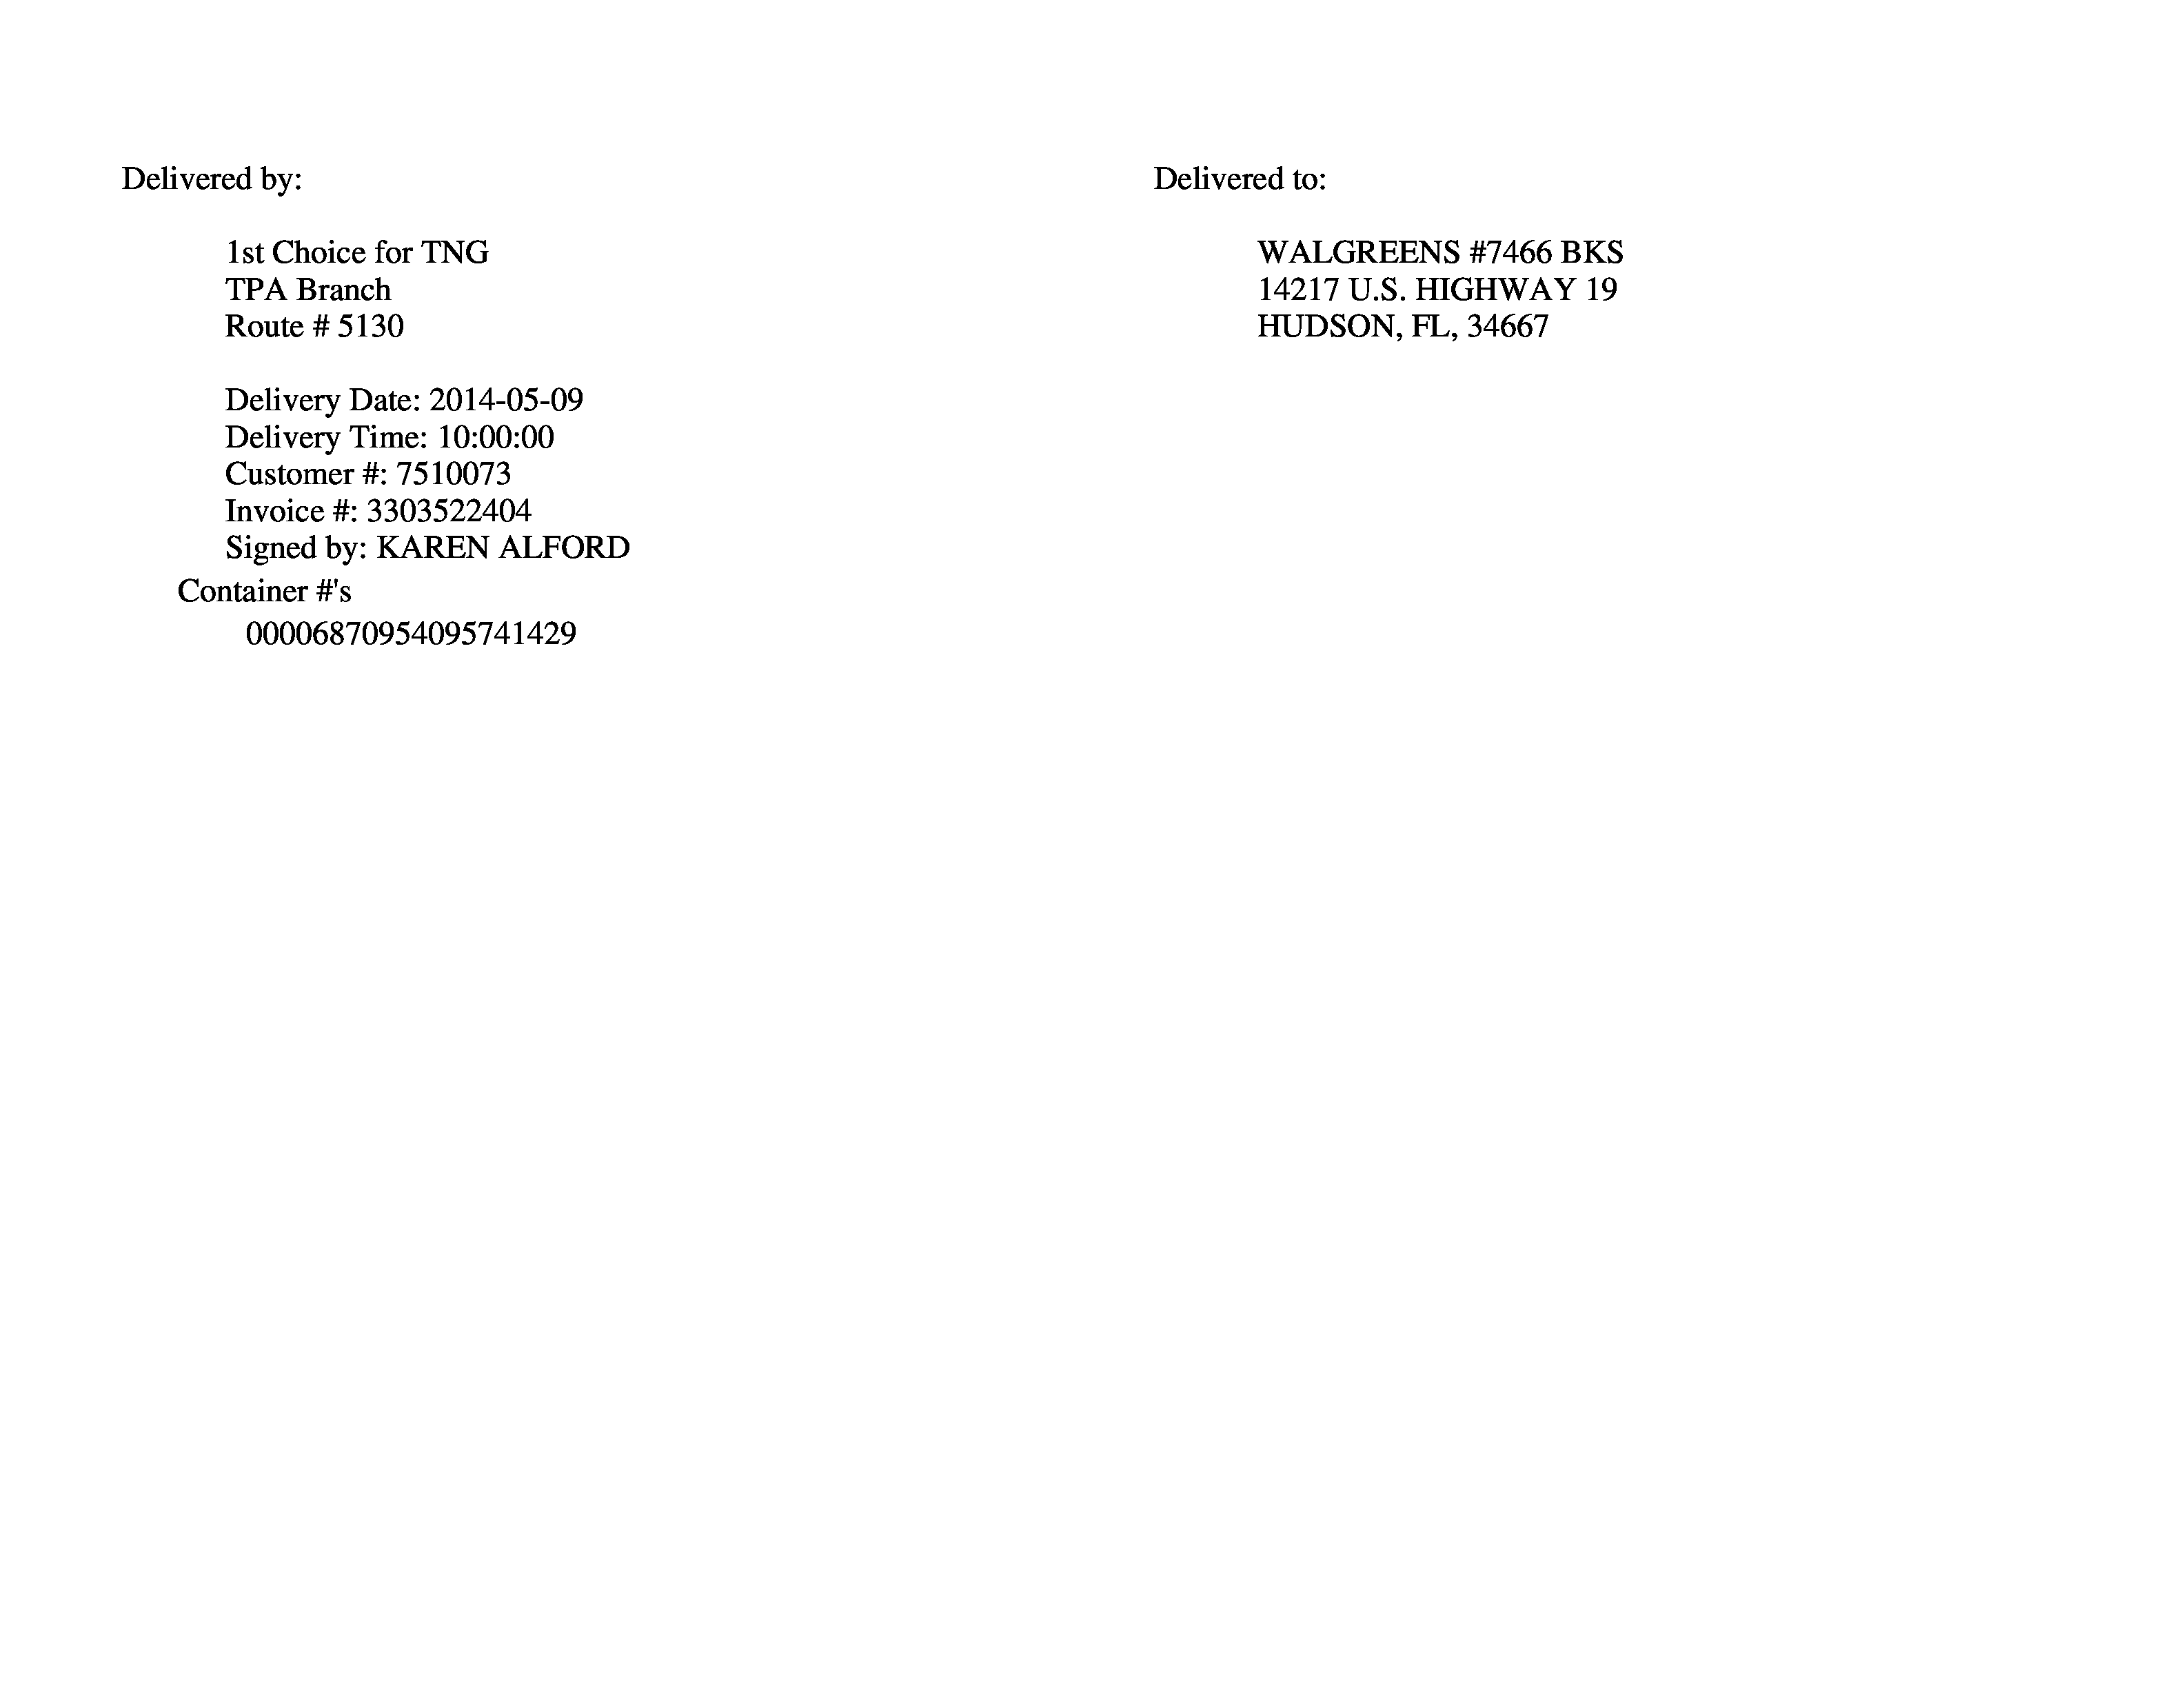 Delivered by:
1st Choice for TNG
TPA Branch
Route # 5130
Delivery Date: 2014-05-09
Delivery Time: 10:00:00
Customer #: 7510073
Invoice #: 3303522404
Signed by: KAREN ALFORD
Container #'s
00006870954095741429
Delivered to:
WALGREENS #7466 BKS
14217 U.S. HIGHWAY 19
HUDSON, FL, 34667